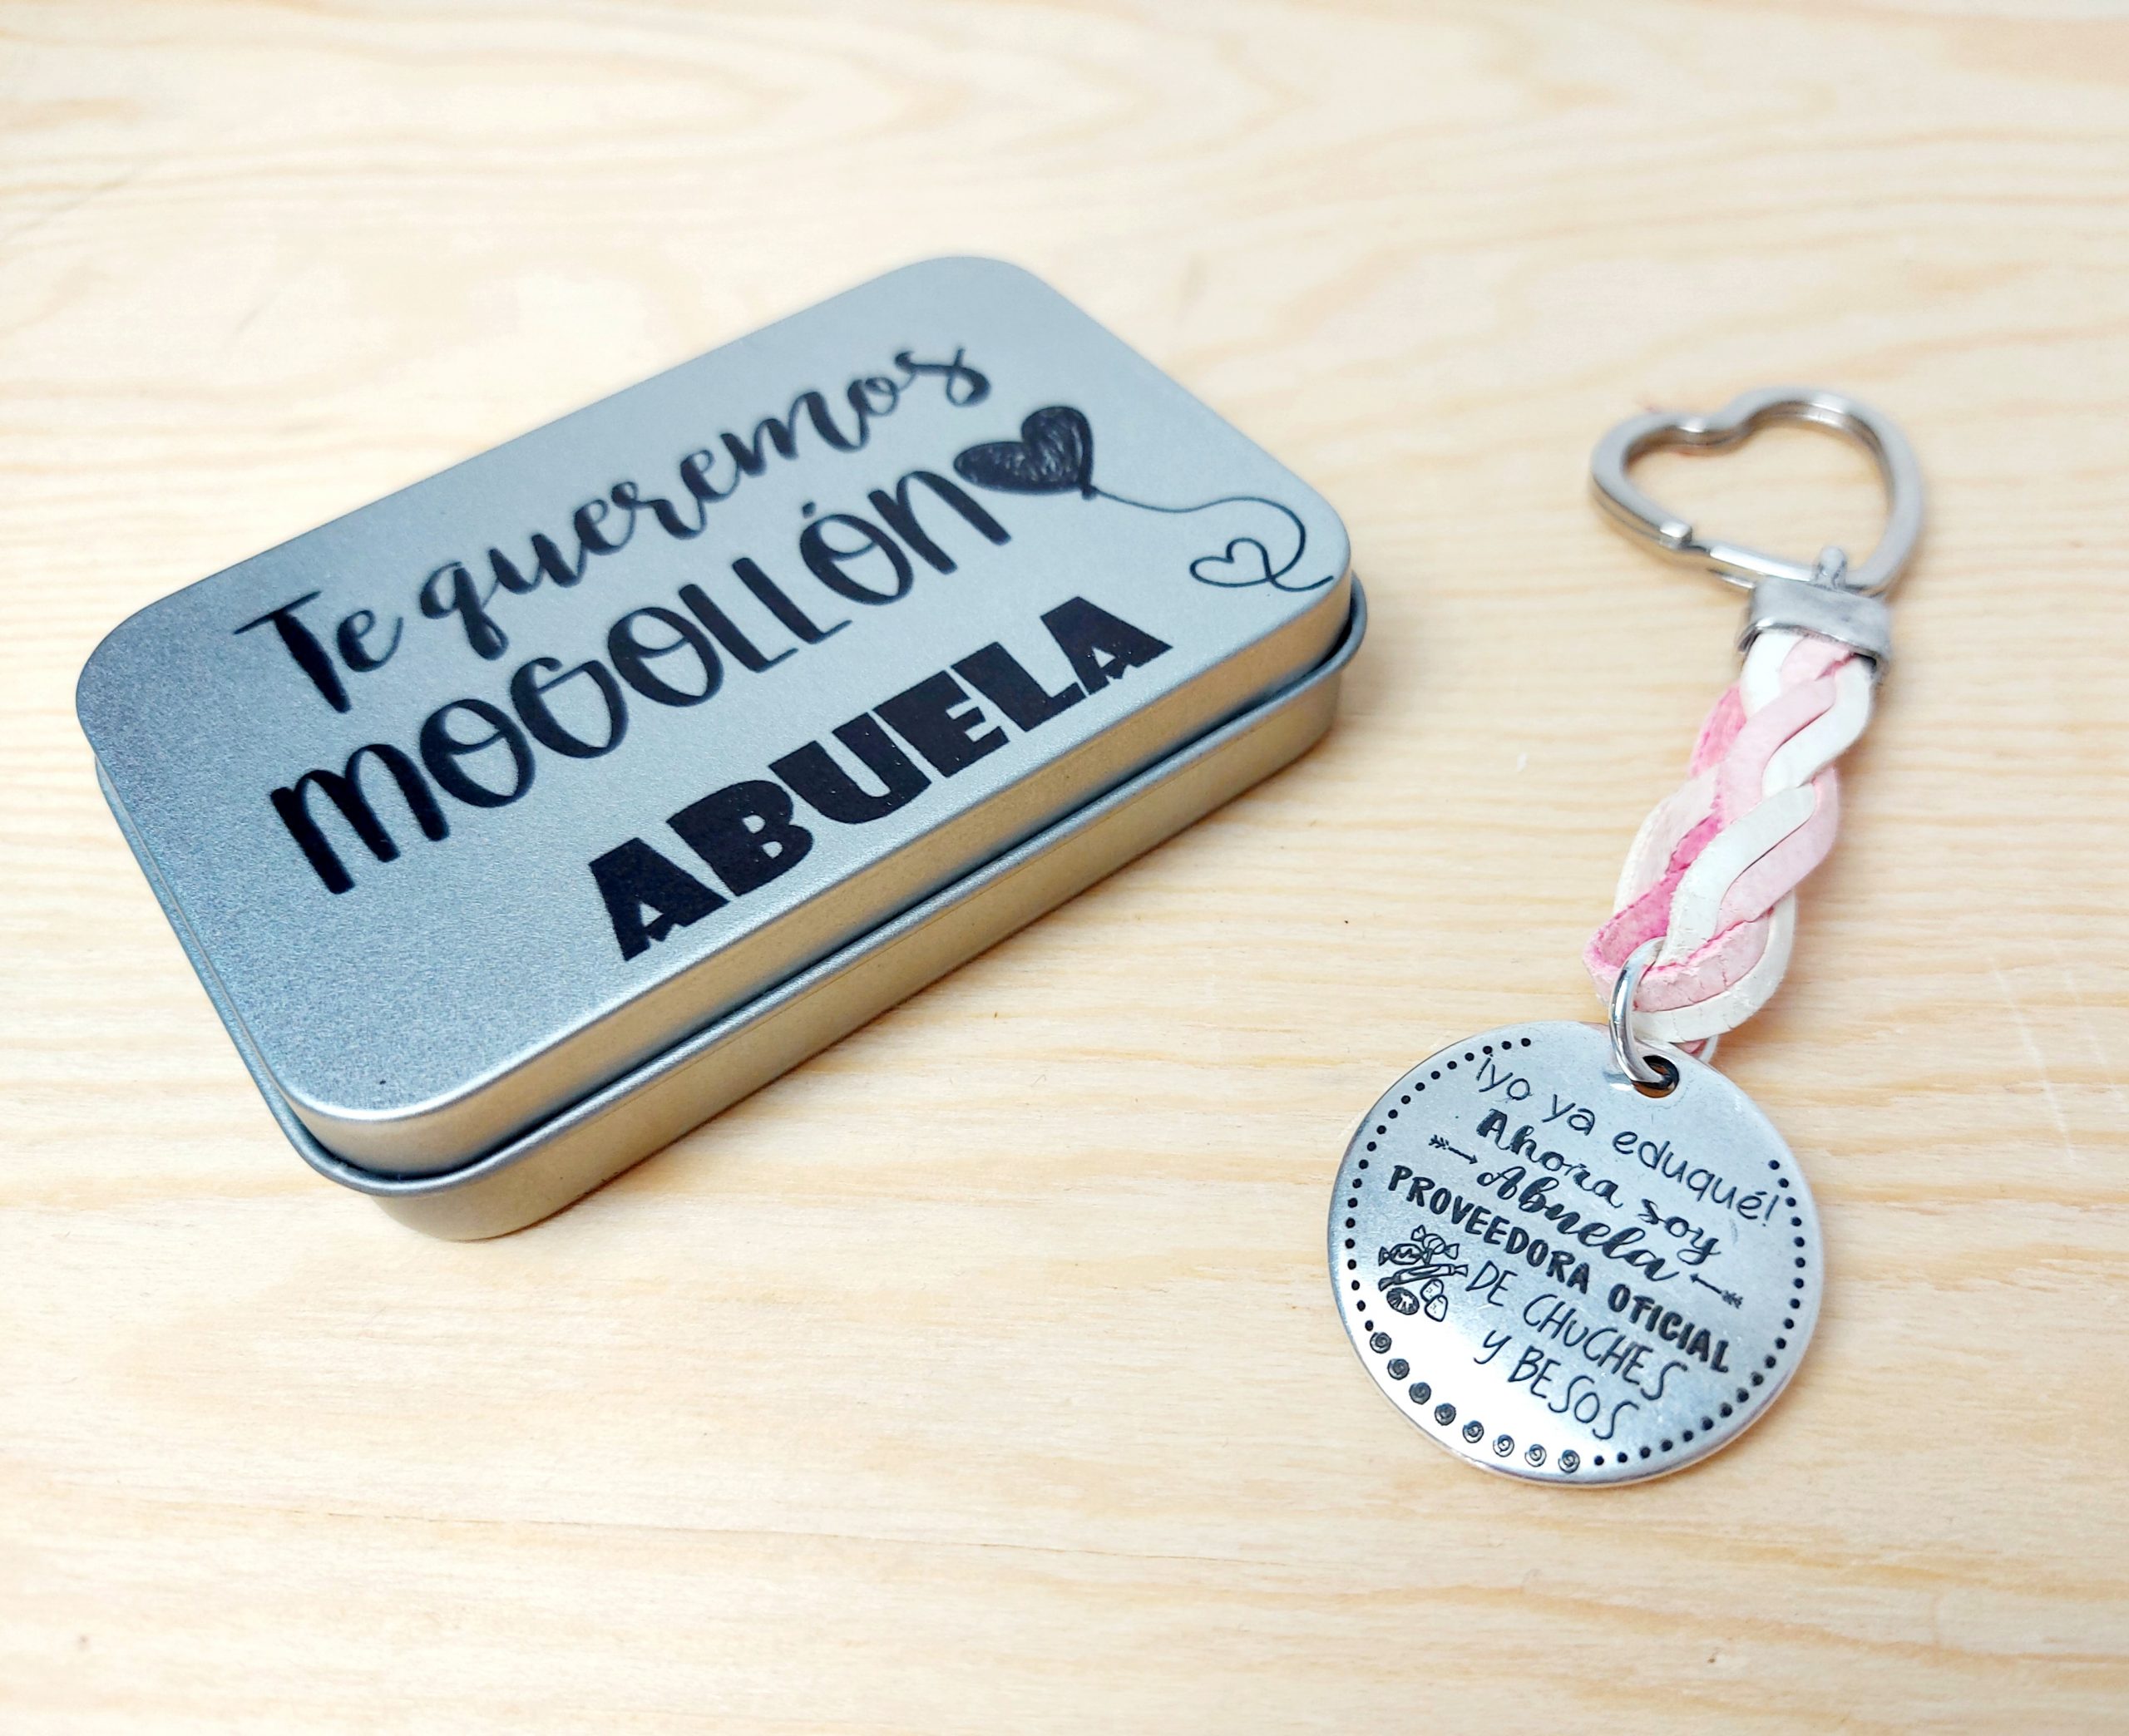 Te queremos
MOGOLLÓN
ABUELA
¡yo ya eduqué!
Ahora soy
Abuela
PROVEEDORA OFICIAL
DE CHUCHES
y BESOS